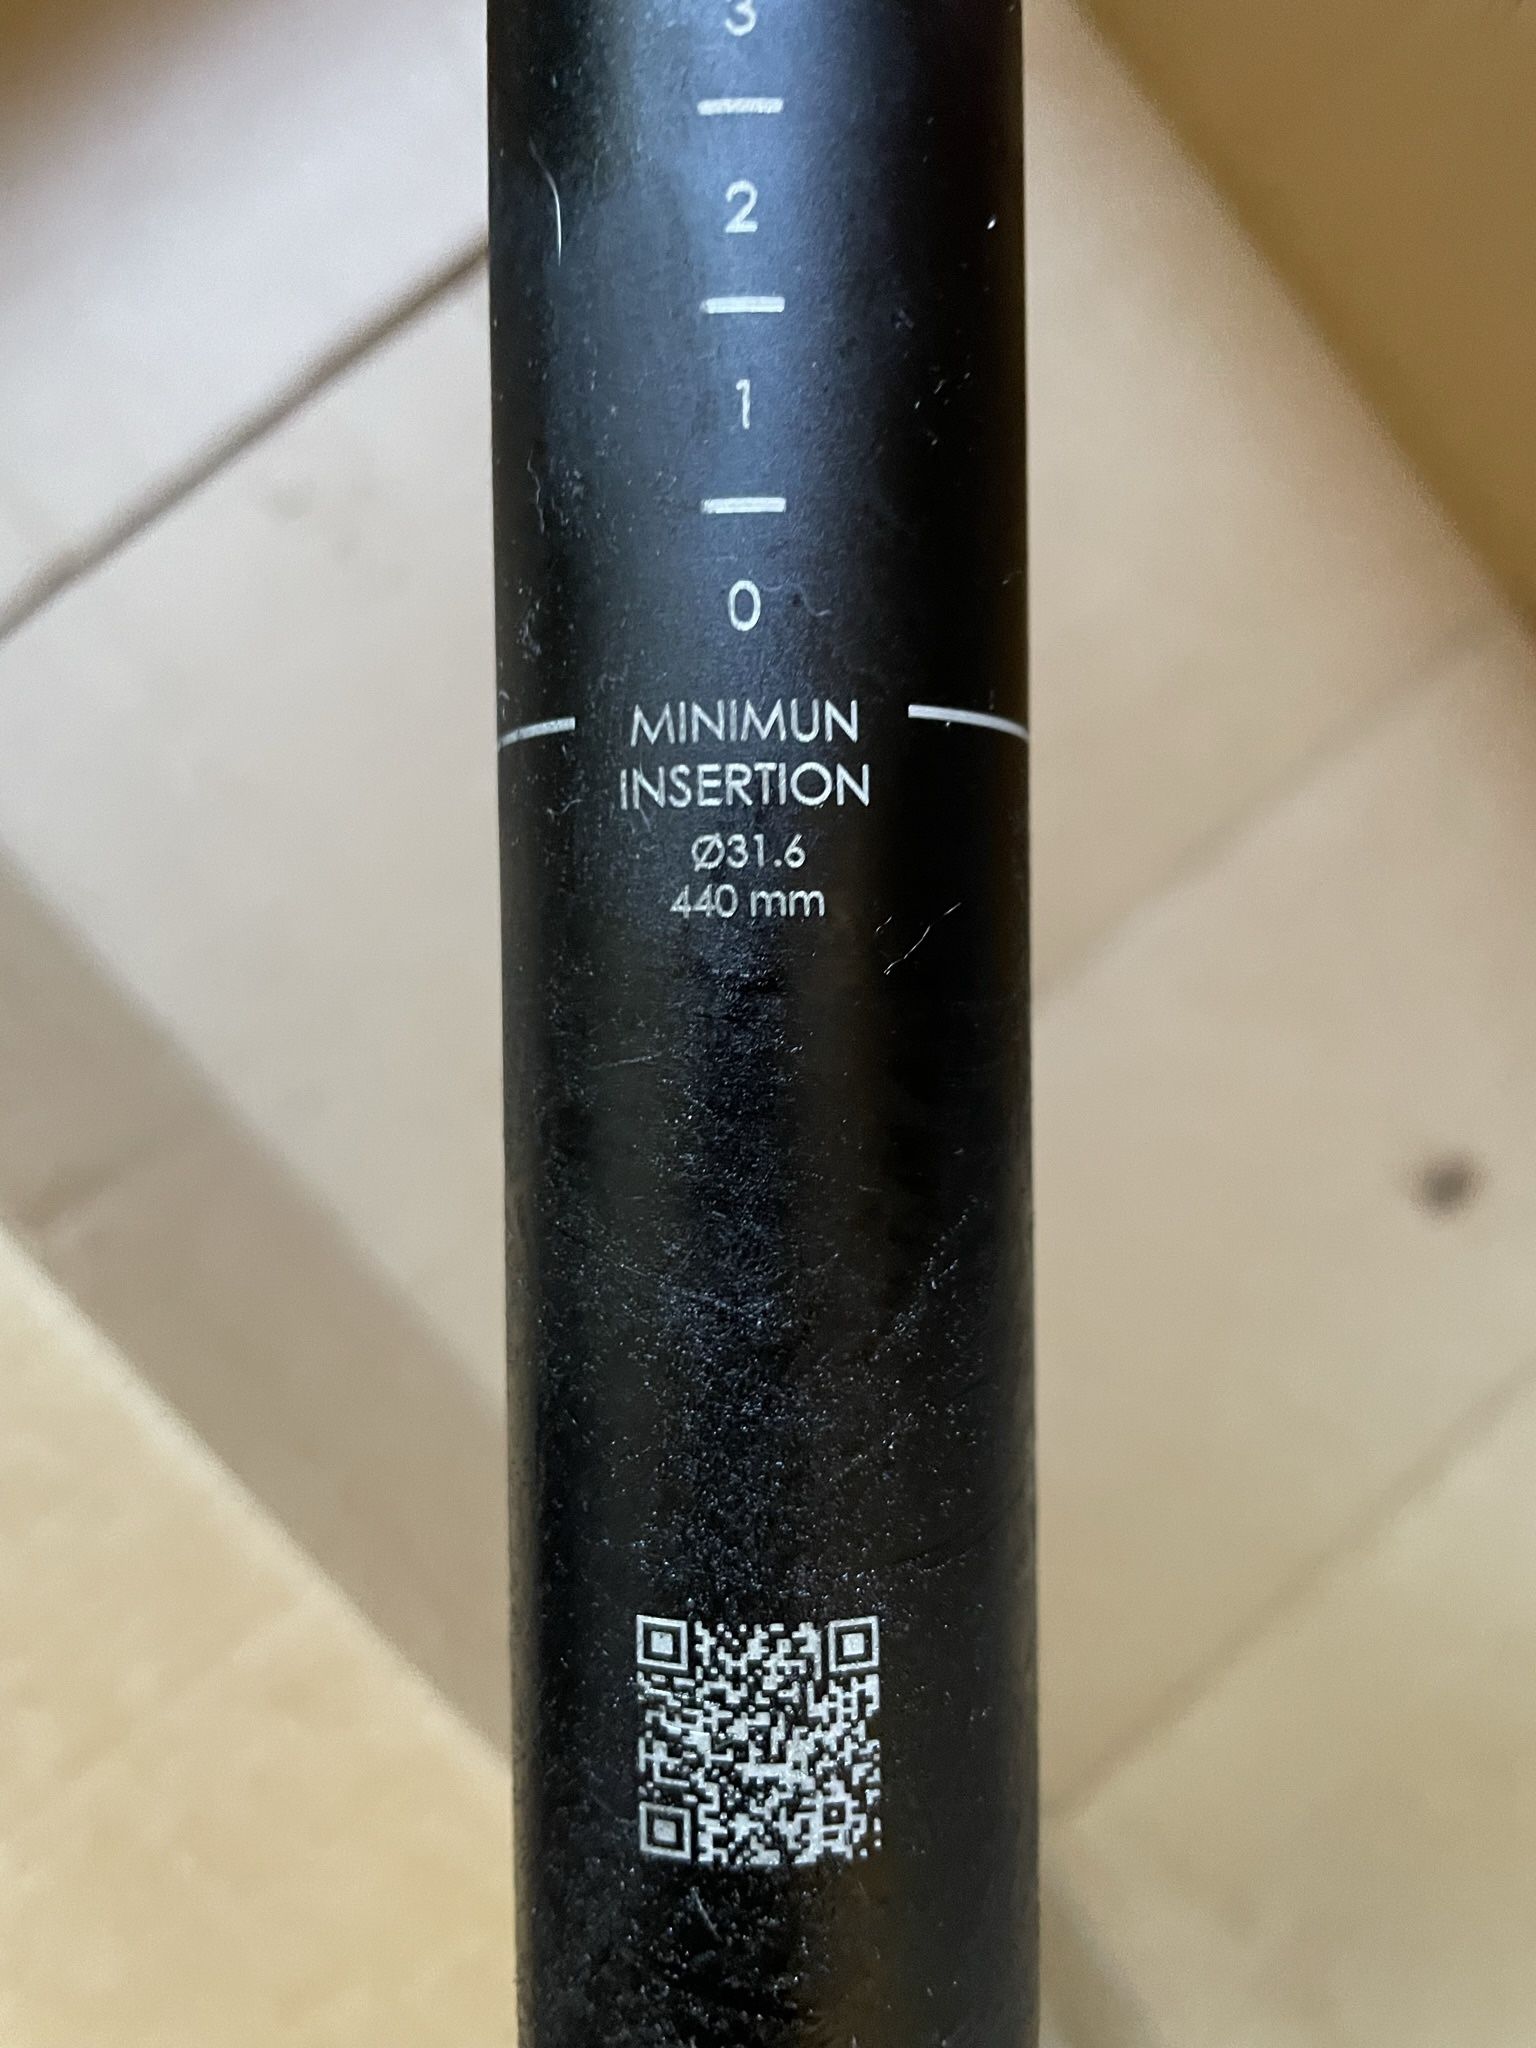 3
2
1
0
MINIMUN
INSERTION
Ø31.6
440 mm